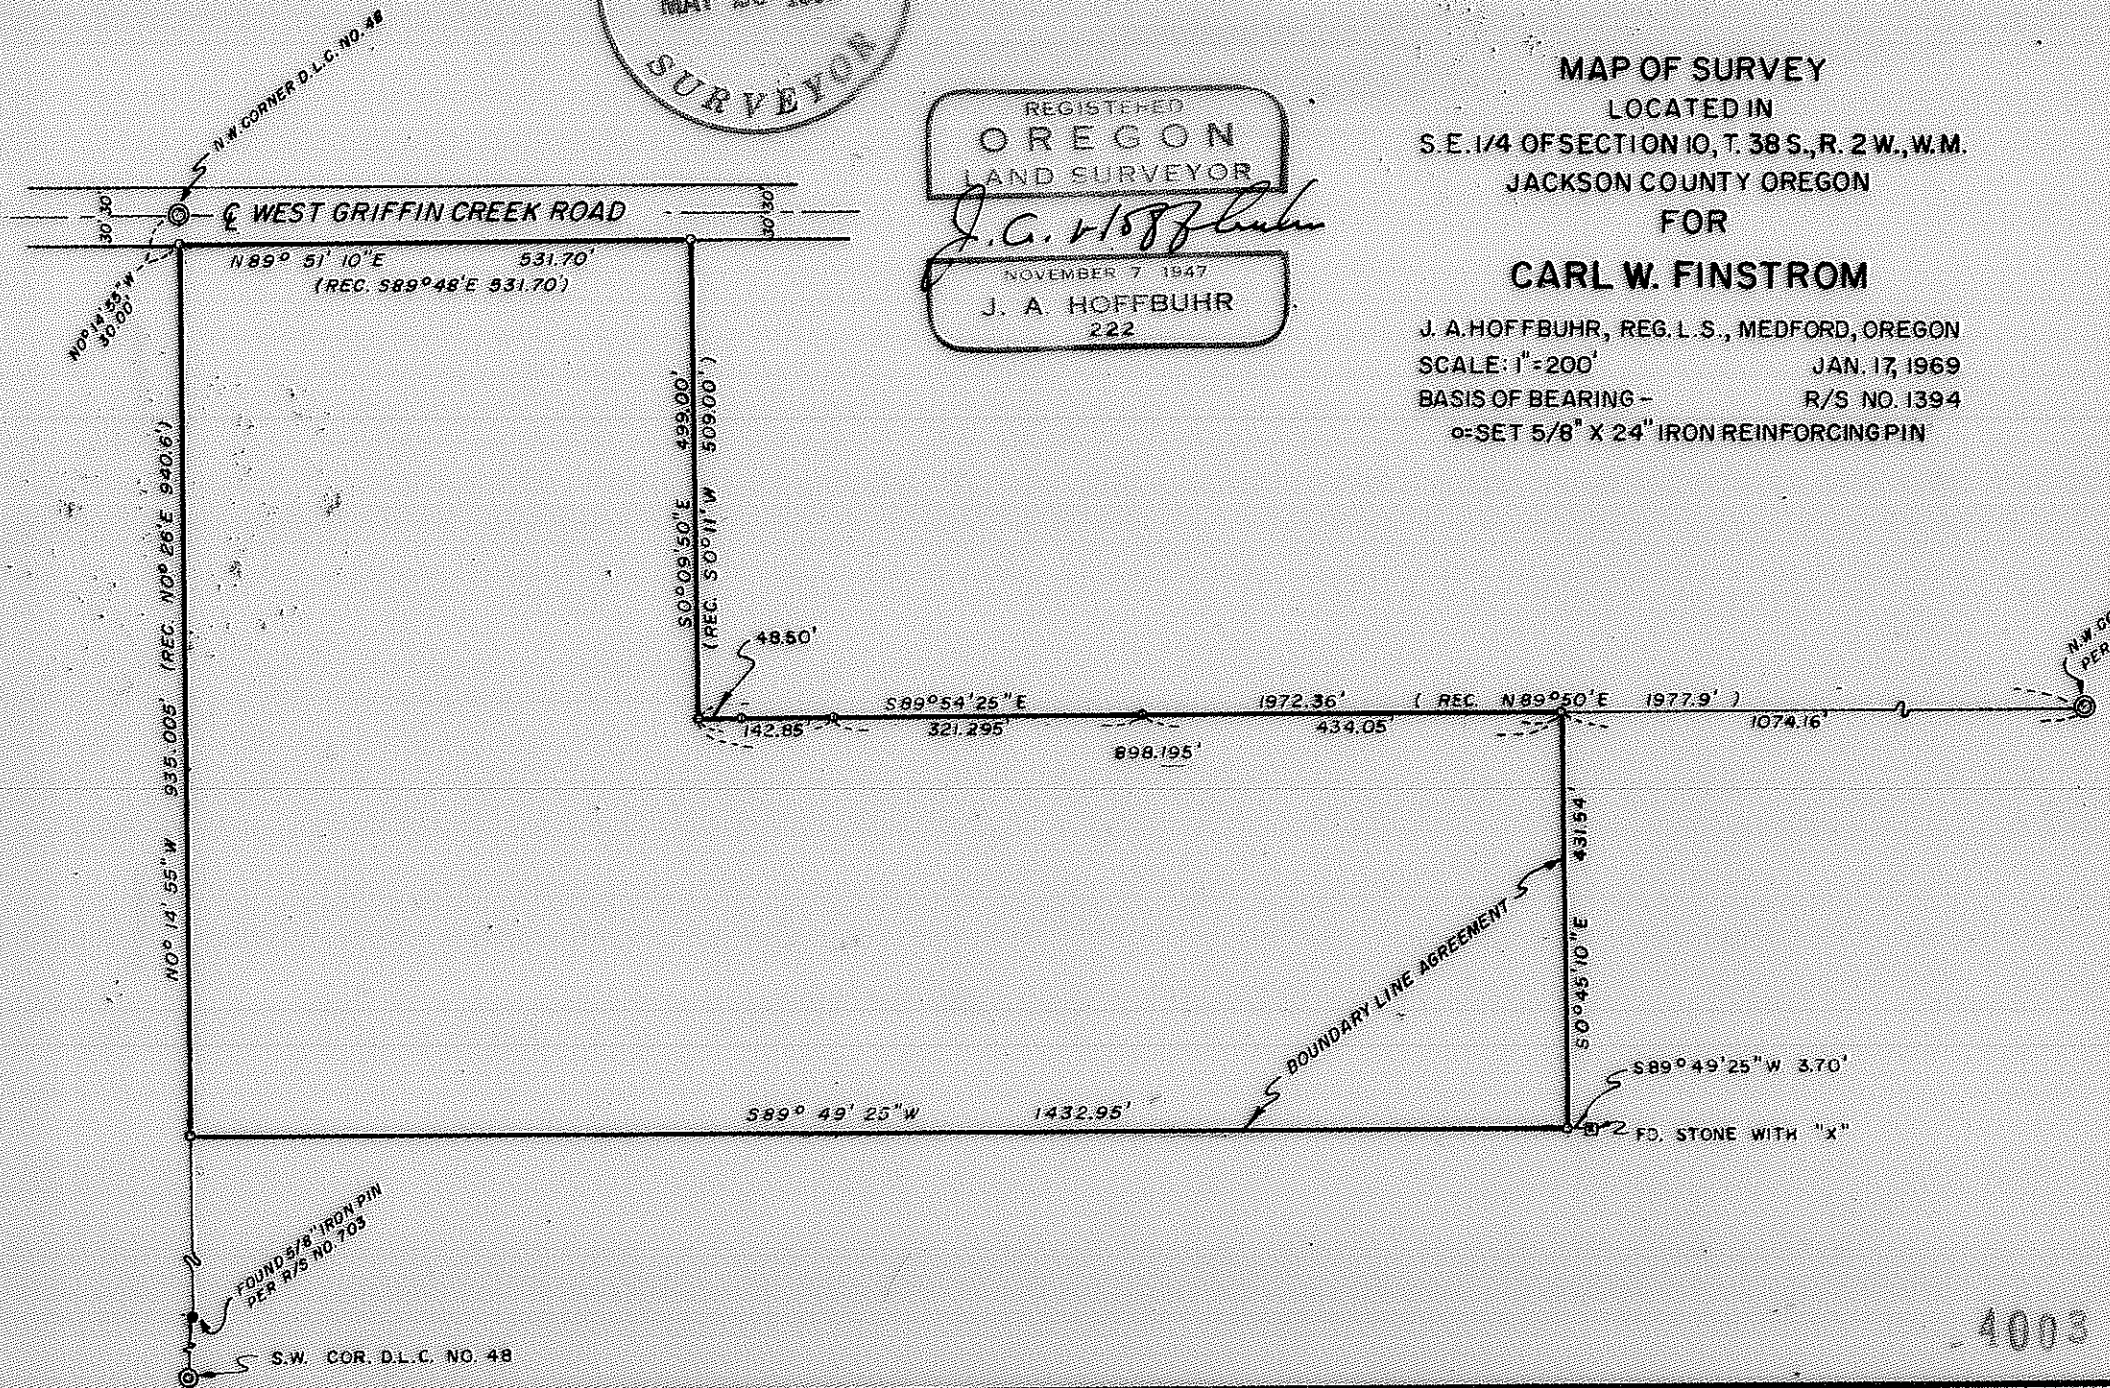 SURVEYOR
REGISTERED
OREGON
LAND SURVEYOR
J. A. Hoffbuhr
NOVEMBER 7 1947
J. A. HOFFBUHR
222
MAP OF SURVEY
LOCATED IN
S.E. 1/4 OF SECTION 10, T. 38 S., R. 2 W., W.M.
JACKSON COUNTY OREGON
FOR
CARL W. FINSTROM
J. A. HOFFBUHR, REG. L. S., MEDFORD, OREGON
SCALE: 1"=200' JAN. 17, 1969
BASIS OF BEARING - R/S NO. 1394
o=SET 5/8" X 24" IRON REINFORCING PIN
N.W. CORNER D.L.C. NO. 48
30' 30'
℄ WEST GRIFFIN CREEK ROAD
30' 30'
N89° 51' 10"E 531.70'
(REC. S89°48'E 531.70')
N0°14'55"W
30.00'
N0° 14' 55"W 935.005' (REC. N0° 26'E 940.6')
S0°09'50"E 499.00'
(REC. S0°11'W 509.00')
48.50'
S89°54'25"E 1972.36' ( REC. N89°50'E 1977.9' )
142.85' 321.295' 434.05' 1074.16'
898.195'
N.W.
PER
S0°45'10"E 431.54'
BOUNDARY LINE AGREEMENT
S89°49'25"W 3.70'
FD. STONE WITH "X"
S89° 49' 25"W 1432.95'
FOUND 5/8" IRON PIN
PER R/S NO. 703
S.W. COR. D.L.C. NO. 48
4003